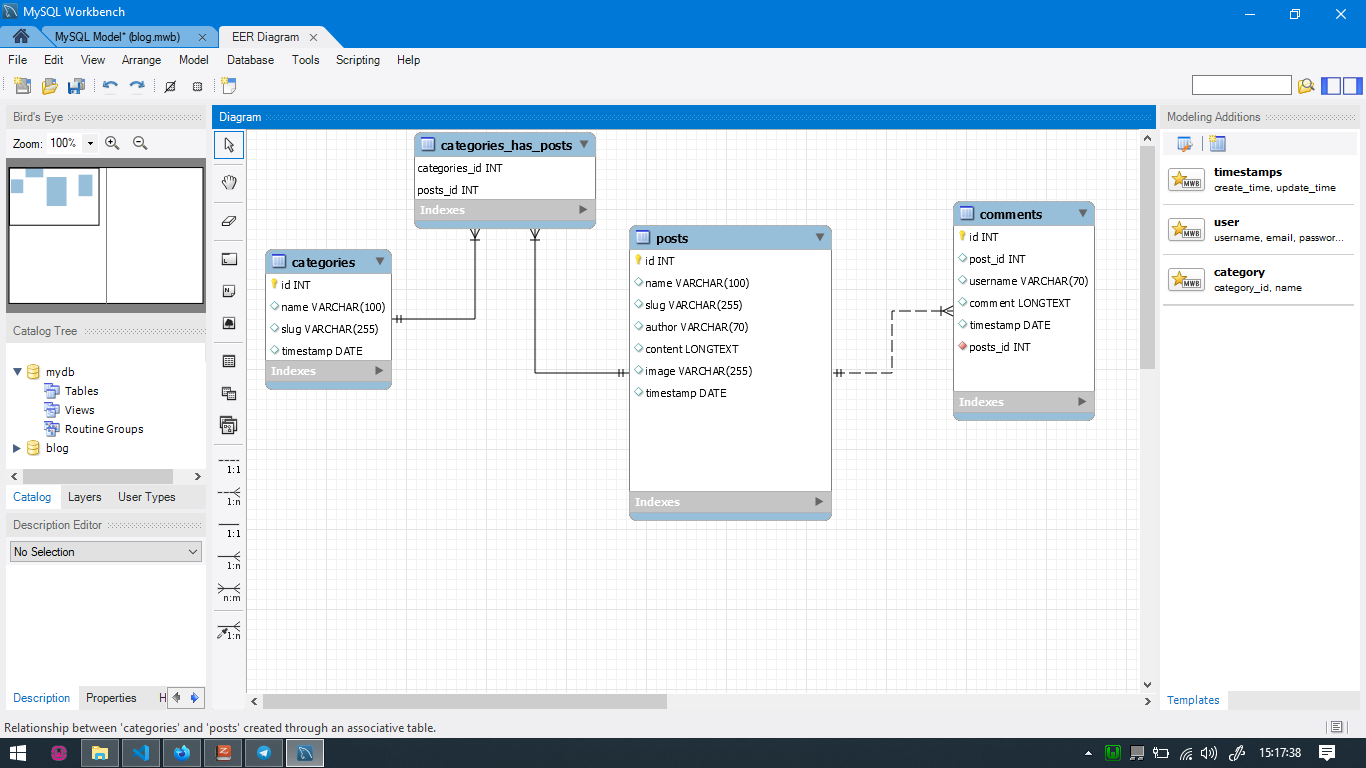 MySQL Workbench
MySQL Model* (blog.mwb)
EER Diagram
File Edit View Arrange Model Database Tools Scripting Help
Bird's Eye
Zoom: 100%
Catalog Tree
mydb
Tables
Views
Routine Groups
blog
Catalog Layers User Types
Description Editor
No Selection
Description Properties H
Diagram
1:1
1:n
1:1
1:n
n:m
1:n
categories_has_posts
categories_id INT
posts_id INT
Indexes
categories
id INT
name VARCHAR(100)
slug VARCHAR(255)
timestamp DATE
Indexes
posts
id INT
name VARCHAR(100)
slug VARCHAR(255)
author VARCHAR(70)
content LONGTEXT
image VARCHAR(255)
timestamp DATE
Indexes
comments
id INT
post_id INT
username VARCHAR(70)
comment LONGTEXT
timestamp DATE
posts_id INT
Indexes
Modeling Additions
MWB
timestamps
create_time, update_time
MWB
user
username, email, passwor...
MWB
category
category_id, name
Templates
Relationship between 'categories' and 'posts' created through an associative table.
15:17:38